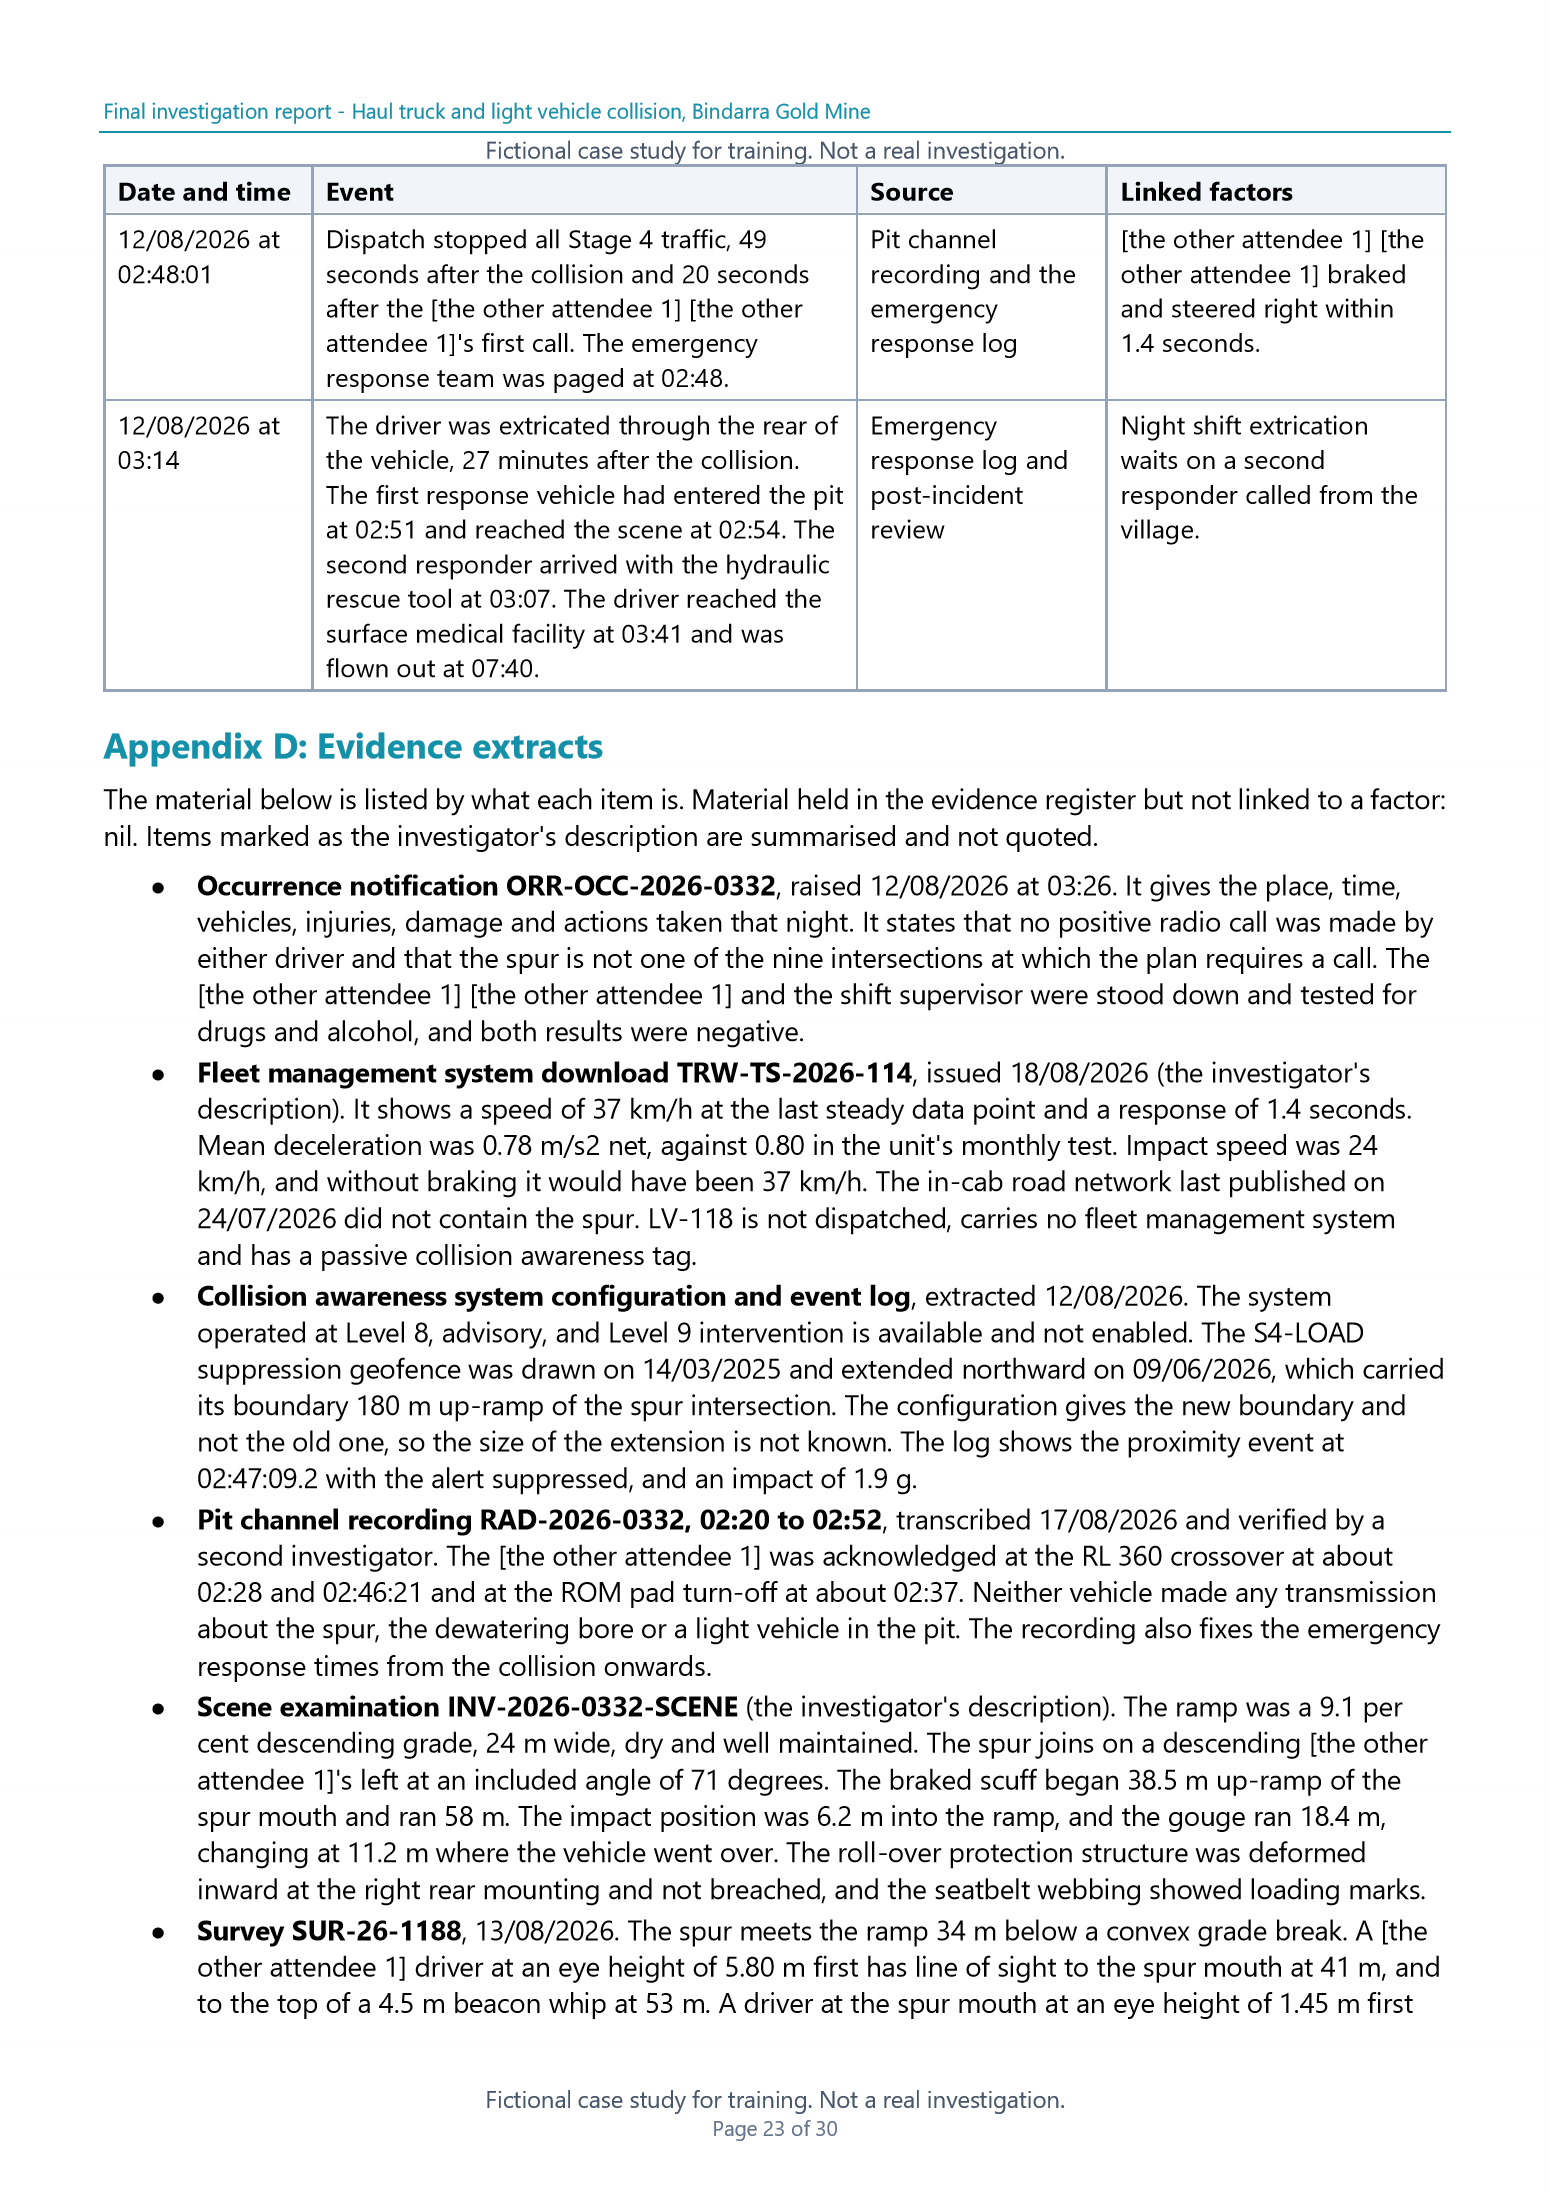 Final investigation report - Haul truck and light vehicle collision, Bindarra Gold Mine
Fictional case study for training. Not a real investigation.
Date and time
Event
Source
Linked factors
12/08/2026 at
02:48:01
Dispatch stopped all Stage 4 traffic, 49
seconds after the collision and 20 seconds
after the [the other attendee 1] [the other
attendee 1]'s first call. The emergency
response team was paged at 02:48.
Pit channel
recording and the
emergency
response log
[the other attendee 1] [the
other attendee 1] braked
and steered right within
1.4 seconds.
12/08/2026 at
03:14
The driver was extricated through the rear of
the vehicle, 27 minutes after the collision.
The first response vehicle had entered the pit
at 02:51 and reached the scene at 02:54. The
second responder arrived with the hydraulic
rescue tool at 03:07. The driver reached the
surface medical facility at 03:41 and was
flown out at 07:40.
Emergency
response log and
post-incident
review
Night shift extrication
waits on a second
responder called from the
village.
Appendix D: Evidence extracts
The material below is listed by what each item is. Material held in the evidence register but not linked to a factor:
nil. Items marked as the investigator's description are summarised and not quoted.
● Occurrence notification ORR-OCC-2026-0332, raised 12/08/2026 at 03:26. It gives the place, time,
vehicles, injuries, damage and actions taken that night. It states that no positive radio call was made by
either driver and that the spur is not one of the nine intersections at which the plan requires a call. The
[the other attendee 1] [the other attendee 1] and the shift supervisor were stood down and tested for
drugs and alcohol, and both results were negative.
● Fleet management system download TRW-TS-2026-114, issued 18/08/2026 (the investigator's
description). It shows a speed of 37 km/h at the last steady data point and a response of 1.4 seconds.
Mean deceleration was 0.78 m/s2 net, against 0.80 in the unit's monthly test. Impact speed was 24
km/h, and without braking it would have been 37 km/h. The in-cab road network last published on
24/07/2026 did not contain the spur. LV-118 is not dispatched, carries no fleet management system
and has a passive collision awareness tag.
● Collision awareness system configuration and event log, extracted 12/08/2026. The system
operated at Level 8, advisory, and Level 9 intervention is available and not enabled. The S4-LOAD
suppression geofence was drawn on 14/03/2025 and extended northward on 09/06/2026, which carried
its boundary 180 m up-ramp of the spur intersection. The configuration gives the new boundary and
not the old one, so the size of the extension is not known. The log shows the proximity event at
02:47:09.2 with the alert suppressed, and an impact of 1.9 g.
● Pit channel recording RAD-2026-0332, 02:20 to 02:52, transcribed 17/08/2026 and verified by a
second investigator. The [the other attendee 1] was acknowledged at the RL 360 crossover at about
02:28 and 02:46:21 and at the ROM pad turn-off at about 02:37. Neither vehicle made any transmission
about the spur, the dewatering bore or a light vehicle in the pit. The recording also fixes the emergency
response times from the collision onwards.
● Scene examination INV-2026-0332-SCENE (the investigator's description). The ramp was a 9.1 per
cent descending grade, 24 m wide, dry and well maintained. The spur joins on a descending [the other
attendee 1]'s left at an included angle of 71 degrees. The braked scuff began 38.5 m up-ramp of the
spur mouth and ran 58 m. The impact position was 6.2 m into the ramp, and the gouge ran 18.4 m,
changing at 11.2 m where the vehicle went over. The roll-over protection structure was deformed
inward at the right rear mounting and not breached, and the seatbelt webbing showed loading marks.
● Survey SUR-26-1188, 13/08/2026. The spur meets the ramp 34 m below a convex grade break. A [the
other attendee 1] driver at an eye height of 5.80 m first has line of sight to the spur mouth at 41 m, and
to the top of a 4.5 m beacon whip at 53 m. A driver at the spur mouth at an eye height of 1.45 m first
Fictional case study for training. Not a real investigation.
Page 23 of 30